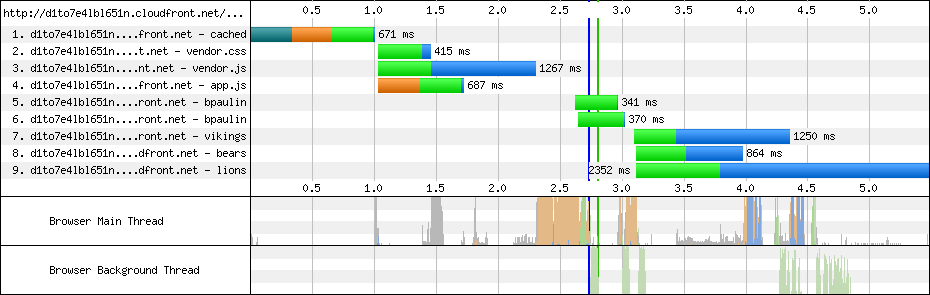 http://d1to7e4lbl651n.cloudfront.net/... 0.5 1.0 1.5 2.0 2.5 3.0 3.5 4.0 4.5 5.0
1. d1to7e4lbl651n....front.net - cached 671 ms
2. d1to7e4lbl651n....t.net - vendor.css 415 ms
3. d1to7e4lbl651n....nt.net - vendor.js 1267 ms
4. d1to7e4lbl651n....front.net - app.js 687 ms
5. d1to7e4lbl651n....ront.net - bpaulin 341 ms
6. d1to7e4lbl651n....ront.net - bpaulin 370 ms
7. d1to7e4lbl651n....ront.net - vikings 1250 ms
8. d1to7e4lbl651n....dfront.net - bears 864 ms
9. d1to7e4lbl651n....dfront.net - lions 2352 ms
0.5 1.0 1.5 2.0 2.5 3.0 3.5 4.0 4.5 5.0
Browser Main Thread
Browser Background Thread